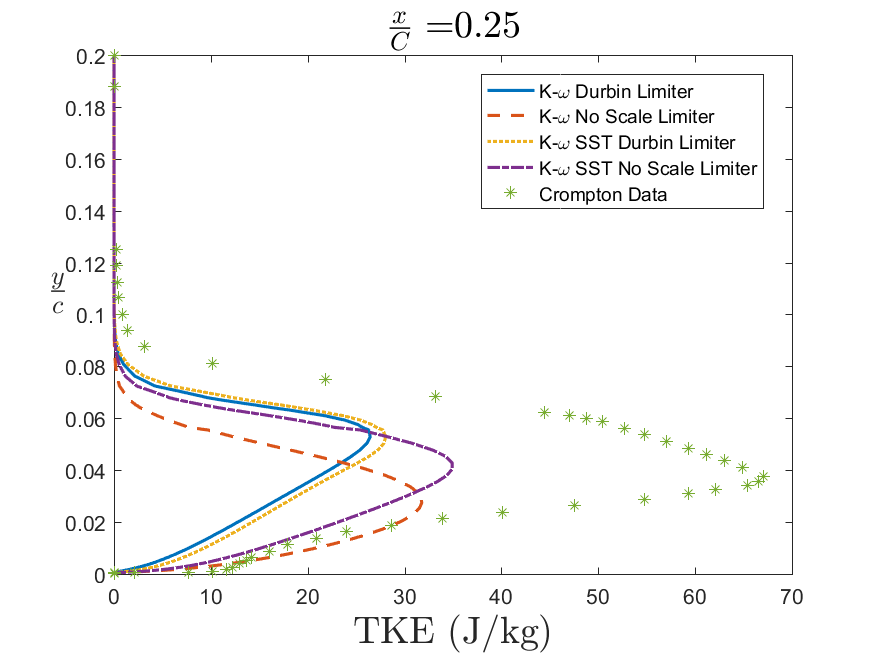 x/C =0.25
0.2
0.18
0.16
0.14
0.12
0.1
0.08
0.06
0.04
0.02
0
y/c
K-ω Durbin Limiter
K-ω No Scale Limiter
K-ω SST Durbin Limiter
K-ω SST No Scale Limiter
Crompton Data
0 10 20 30 40 50 60 70
TKE (J/kg)